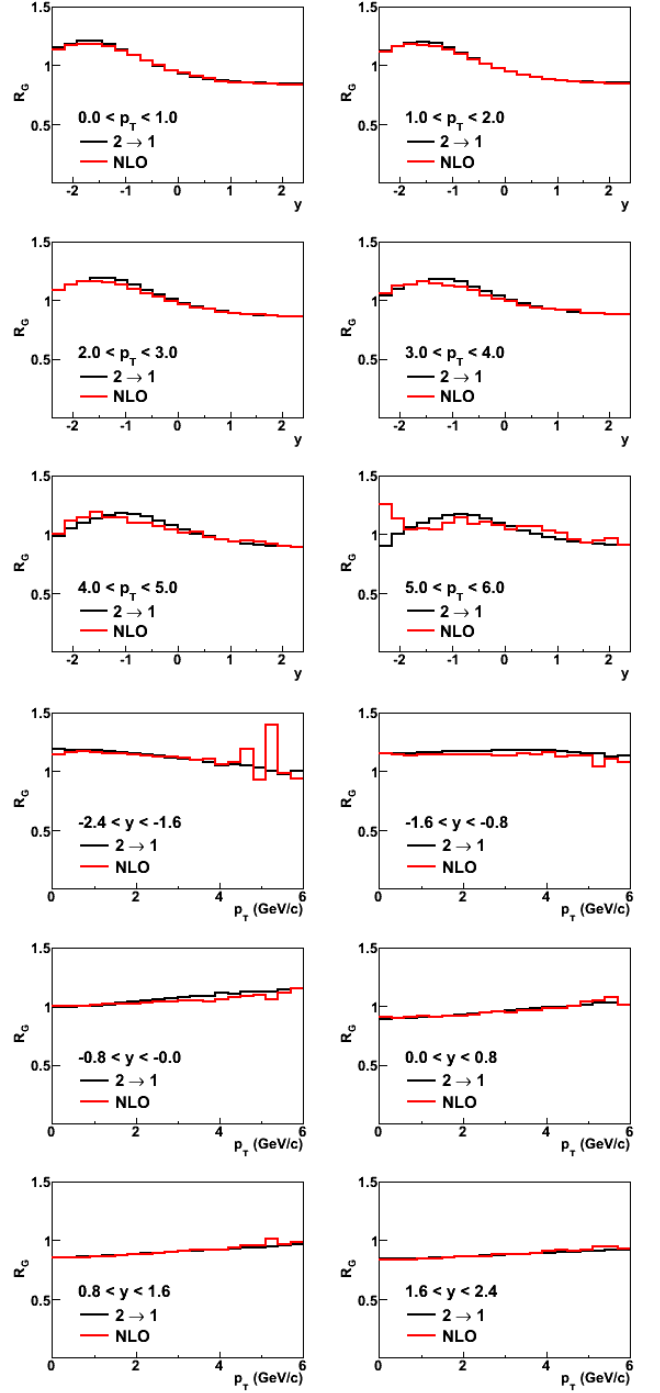 1.5
1
0.5
R_G
0.0 < p_T < 1.0
2 → 1
NLO
-2 -1 0 1 2
y
1.5
1
0.5
R_G
1.0 < p_T < 2.0
2 → 1
NLO
-2 -1 0 1 2
y
1.5
1
0.5
R_G
2.0 < p_T < 3.0
2 → 1
NLO
-2 -1 0 1 2
y
1.5
1
0.5
R_G
3.0 < p_T < 4.0
2 → 1
NLO
-2 -1 0 1 2
y
1.5
1
0.5
R_G
4.0 < p_T < 5.0
2 → 1
NLO
-2 -1 0 1 2
y
1.5
1
0.5
R_G
5.0 < p_T < 6.0
2 → 1
NLO
-2 -1 0 1 2
y
1.5
1
0.5
R_G
-2.4 < y < -1.6
2 → 1
NLO
0 2 4 6
p_T (GeV/c)
1.5
1
0.5
R_G
-1.6 < y < -0.8
2 → 1
NLO
0 2 4 6
p_T (GeV/c)
1.5
1
0.5
R_G
-0.8 < y < -0.0
2 → 1
NLO
0 2 4 6
p_T (GeV/c)
1.5
1
0.5
R_G
0.0 < y < 0.8
2 → 1
NLO
0 2 4 6
p_T (GeV/c)
1.5
1
0.5
R_G
0.8 < y < 1.6
2 → 1
NLO
0 2 4 6
p_T (GeV/c)
1.5
1
0.5
R_G
1.6 < y < 2.4
2 → 1
NLO
0 2 4 6
p_T (GeV/c)